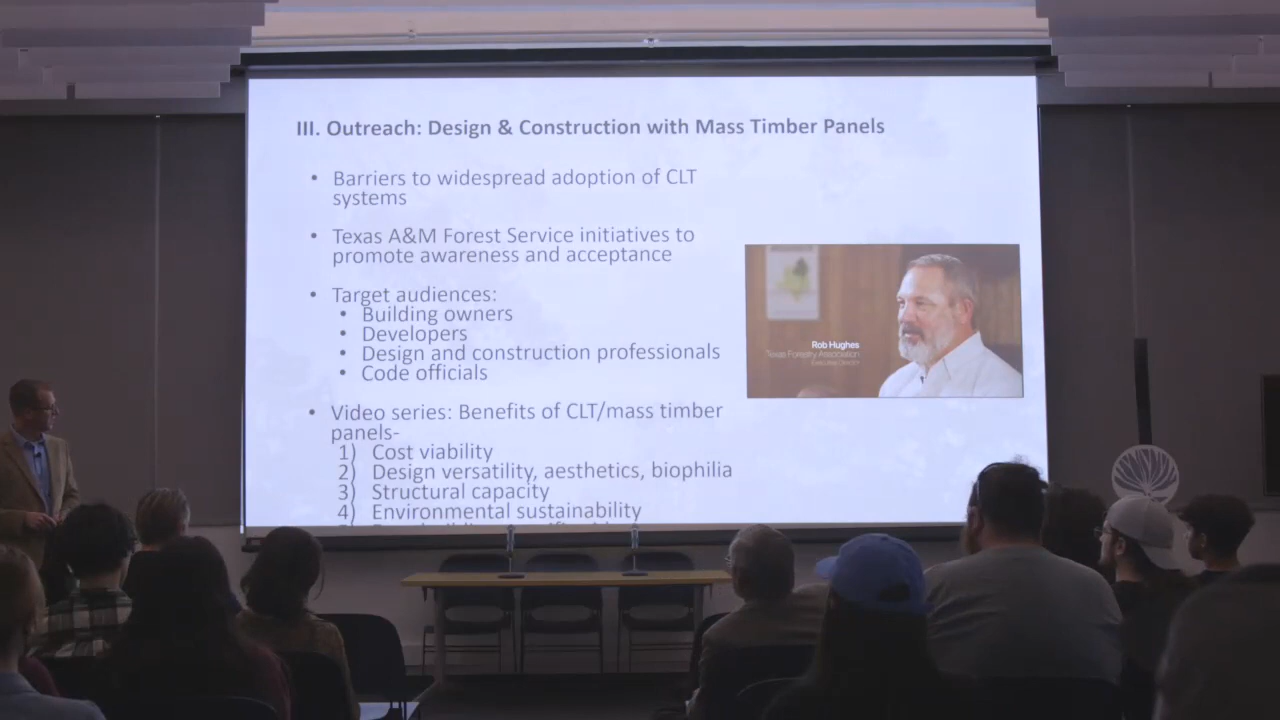 III. Outreach: Design & Construction with Mass Timber Panels
• Barriers to widespread adoption of CLT
systems
• Texas A&M Forest Service initiatives to
promote awareness and acceptance
• Target audiences:
• Building owners
• Developers
• Design and construction professionals
• Code officials
• Video series: Benefits of CLT/mass timber
panels-
1) Cost viability
2) Design versatility, aesthetics, biophilia
3) Structural capacity
4) Environmental sustainability
Rob Hughes
Texas Forestry Association
Executive Director